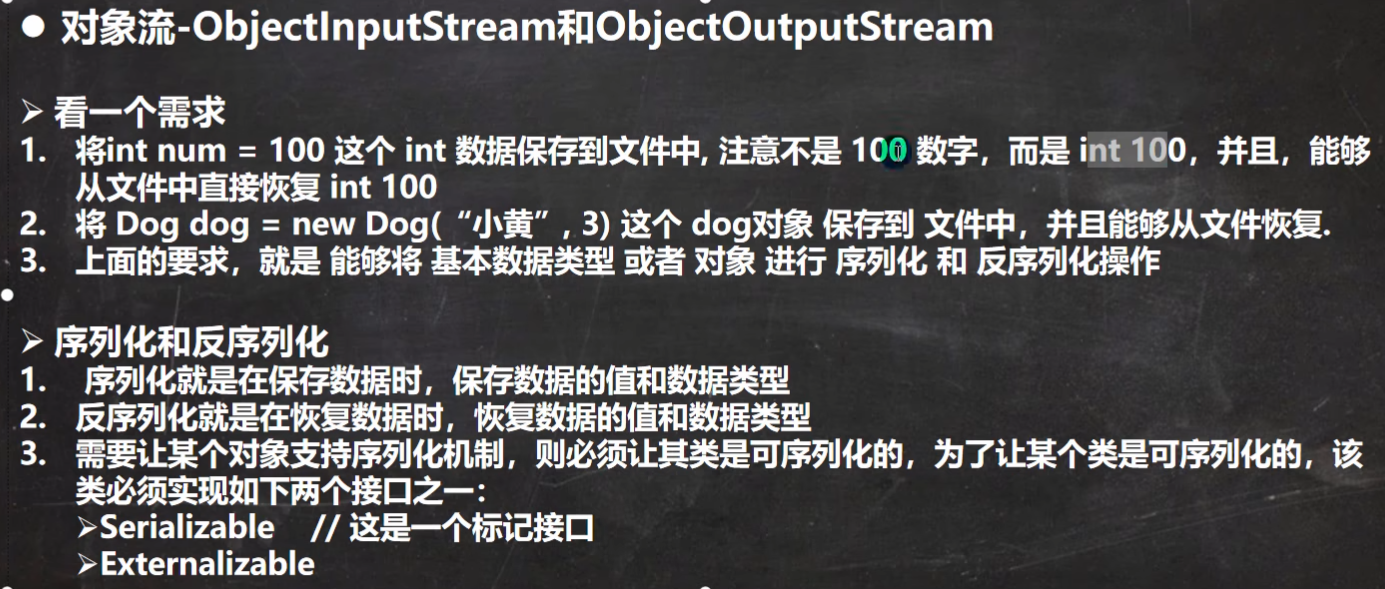 ● 对象流-ObjectInputStream和ObjectOutputStream
➢ 看一个需求
1. 将int num = 100 这个 int 数据保存到文件中, 注意不是 100 数字，而是 int 100，并且，能够
从文件中直接恢复 int 100
2. 将 Dog dog = new Dog( “小黄”, 3) 这个 dog对象 保存到 文件中，并且能够从文件恢复.
3. 上面的要求，就是 能够将 基本数据类型 或者 对象 进行 序列化 和 反序列化操作
➢ 序列化和反序列化
1. 序列化就是在保存数据时，保存数据的值和数据类型
2. 反序列化就是在恢复数据时，恢复数据的值和数据类型
3. 需要让某个对象支持序列化机制，则必须让其类是可序列化的，为了让某个类是可序列化的，该
类必须实现如下两个接口之一：
➢Serializable // 这是一个标记接口
➢Externalizable